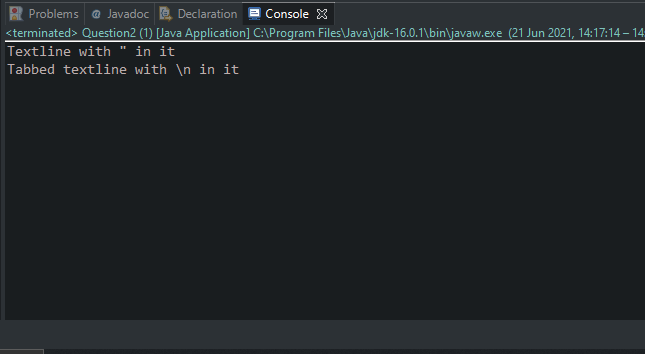 Problems @ Javadoc Declaration Console
<terminated> Question2 (1) [Java Application] C:\Program Files\Java\jdk-16.0.1\bin\javaw.exe (21 Jun 2021, 14:17:14 – 14
Textline with " in it
Tabbed textline with \n in it